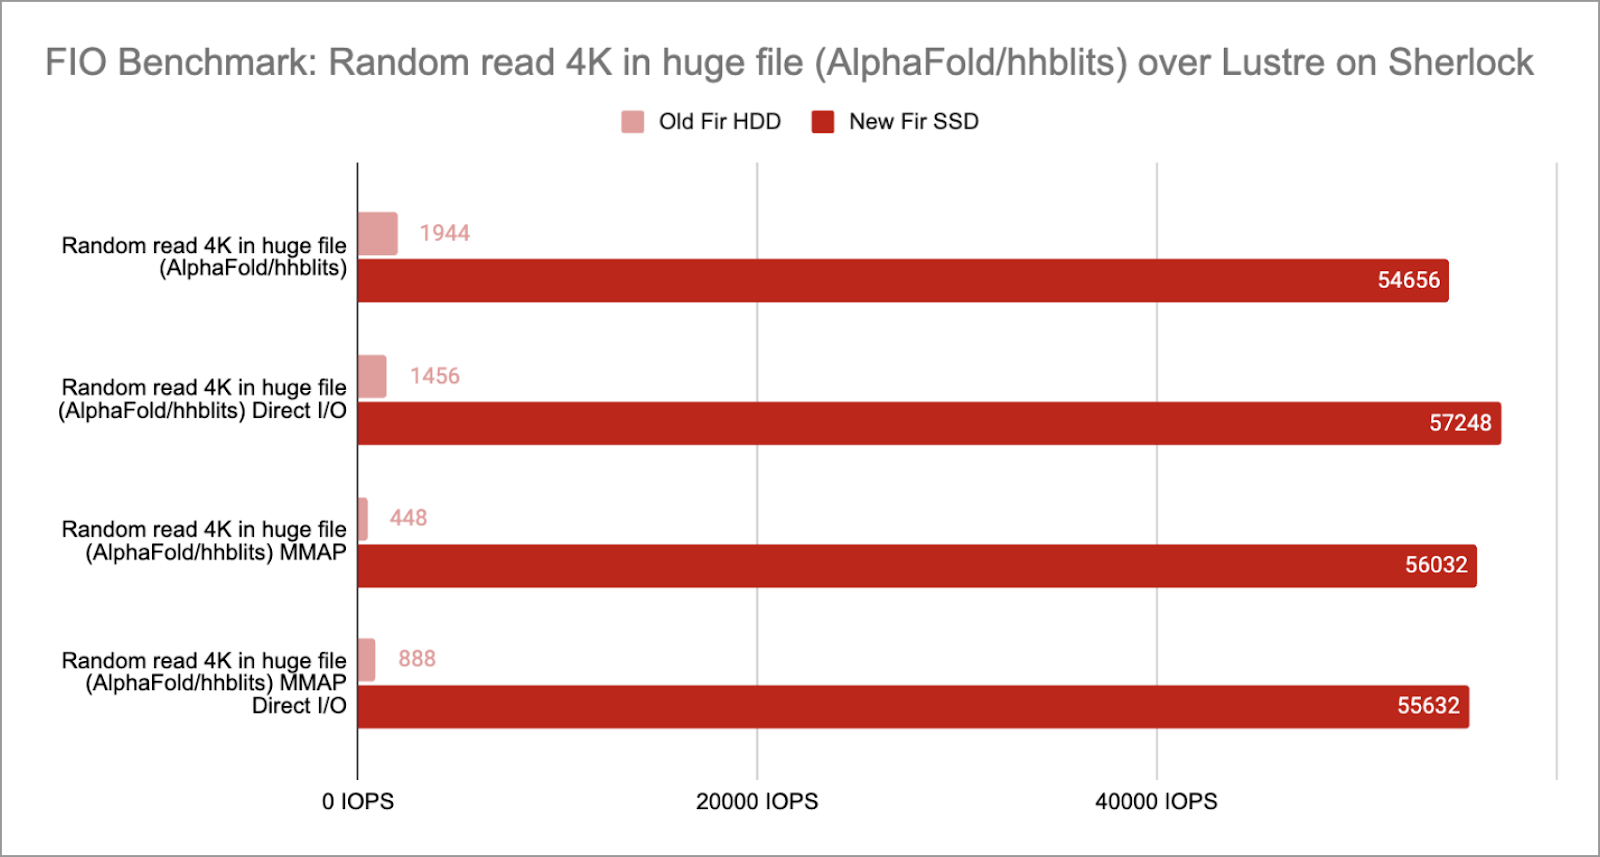 FIO Benchmark: Random read 4K in huge file (AlphaFold/hhblits) over Lustre on Sherlock
Old Fir HDD
New Fir SSD
Random read 4K in huge file
(AlphaFold/hhblits)
1944
54656
Random read 4K in huge file
(AlphaFold/hhblits) Direct I/O
1456
57248
Random read 4K in huge file
(AlphaFold/hhblits) MMAP
448
56032
Random read 4K in huge file
(AlphaFold/hhblits) MMAP
Direct I/O
888
55632
0 IOPS
20000 IOPS
40000 IOPS